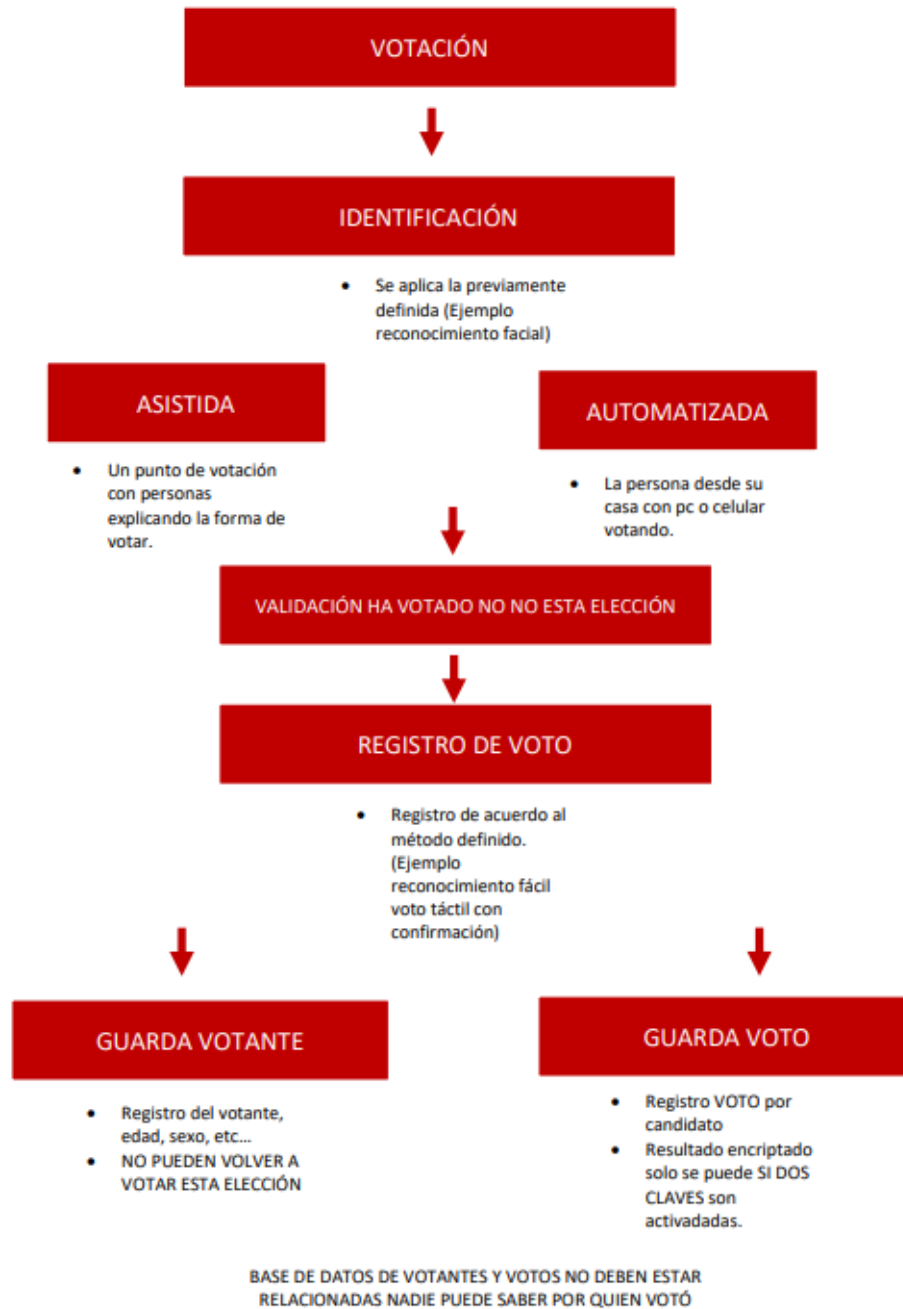 VOTACIÓN
IDENTIFICACIÓN
• Se aplica la previamente
definida (Ejemplo
reconocimiento facial)
ASISTIDA
• Un punto de votación
con personas
explicando la forma de
votar.
AUTOMATIZADA
• La persona desde su
casa con pc o celular
votando.
VALIDACIÓN HA VOTADO NO NO ESTA ELECCIÓN
REGISTRO DE VOTO
• Registro de acuerdo al
método definido.
(Ejemplo
reconocimiento fácil
voto táctil con
confirmación)
GUARDA VOTANTE
• Registro del votante,
edad, sexo, etc...
• NO PUEDEN VOLVER A
VOTAR ESTA ELECCIÓN
GUARDA VOTO
• Registro VOTO por
candidato
• Resultado encriptado
solo se puede SI DOS
CLAVES son
activadadas.
BASE DE DATOS DE VOTANTES Y VOTOS NO DEBEN ESTAR
RELACIONADAS NADIE PUEDE SABER POR QUIEN VOTÓ